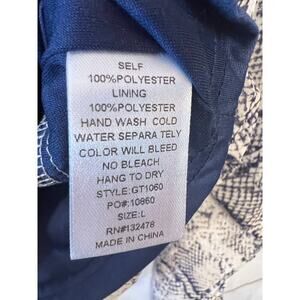 SELF
100%POLYESTER
LINING
100%POLYESTER
HAND WASH COLD
WATER SEPARA TELY
COLOR WILL BLEED
NO BLEACH
HANG TO DRY
STYLE:GT1060
PO#:10860
SIZE:L
RN#132478
MADE IN CHINA